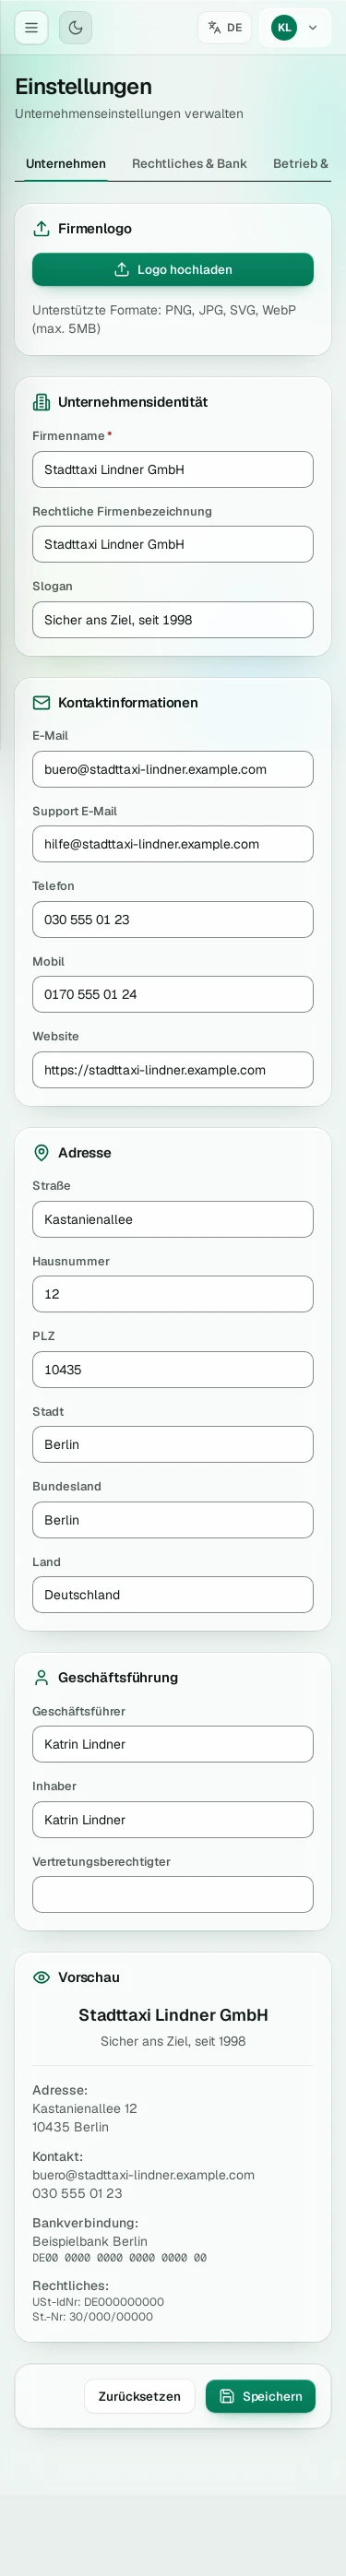 DE
KL
Einstellungen
Unternehmenseinstellungen verwalten
Unternehmen
Rechtliches & Bank
Betrieb &
Firmenlogo
Logo hochladen
Unterstützte Formate: PNG, JPG, SVG, WebP
(max. 5MB)
Unternehmensidentität
Firmenname *
Stadttaxi Lindner GmbH
Rechtliche Firmenbezeichnung
Stadttaxi Lindner GmbH
Slogan
Sicher ans Ziel, seit 1998
Kontaktinformationen
E-Mail
buero@stadttaxi-lindner.example.com
Support E-Mail
hilfe@stadttaxi-lindner.example.com
Telefon
030 555 01 23
Mobil
0170 555 01 24
Website
https://stadttaxi-lindner.example.com
Adresse
Straße
Kastanienallee
Hausnummer
12
PLZ
10435
Stadt
Berlin
Bundesland
Berlin
Land
Deutschland
Geschäftsführung
Geschäftsführer
Katrin Lindner
Inhaber
Katrin Lindner
Vertretungsberechtigter
Vorschau
Stadttaxi Lindner GmbH
Sicher ans Ziel, seit 1998
Adresse:
Kastanienallee 12
10435 Berlin
Kontakt:
buero@stadttaxi-lindner.example.com
030 555 01 23
Bankverbindung:
Beispielbank Berlin
DE00 0000 0000 0000 0000 00
Rechtliches:
USt-IdNr: DE000000000
St.-Nr: 30/000/00000
Zurücksetzen
Speichern